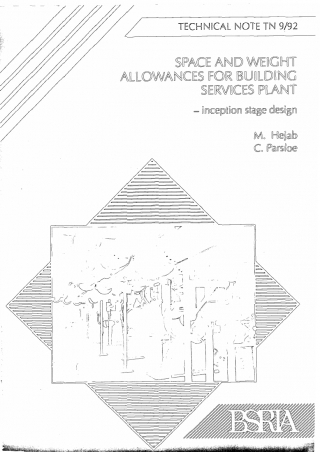 TECHNICAL NOTE TN 9/92
SPACE AND WEIGHT
ALLOWANCES FOR BUILDING
SERVICES PLANT
– inception stage design
M. Hejab
C. Parsloe
BSRIA